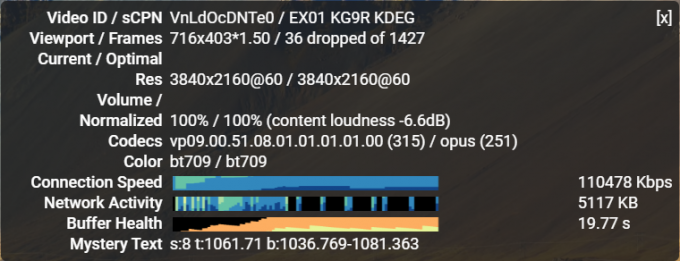 Video ID / sCPN VnLdOcDNTe0 / EX01 KG9R KDEG [x]
Viewport / Frames 716x403*1.50 / 36 dropped of 1427
Current / Optimal
Res 3840x2160@60 / 3840x2160@60
Volume /
Normalized 100% / 100% (content loudness -6.6dB)
Codecs vp09.00.51.08.01.01.01.01.00 (315) / opus (251)
Color bt709 / bt709
Connection Speed 110478 Kbps
Network Activity 5117 KB
Buffer Health 19.77 s
Mystery Text s:8 t:1061.71 b:1036.769-1081.363